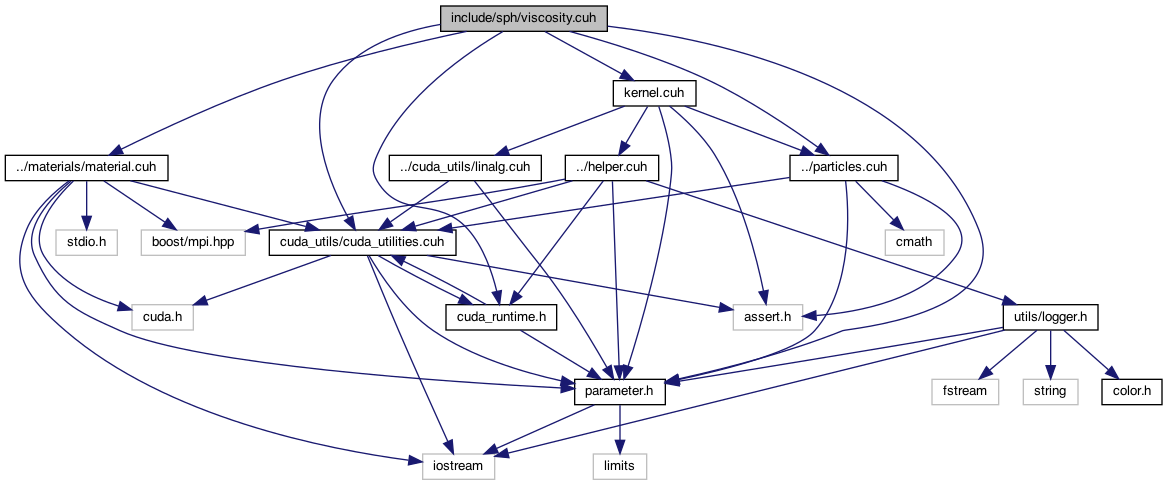 include/sph/viscosity.cuh
kernel.cuh
../materials/material.cuh
../cuda_utils/linalg.cuh
../helper.cuh
../particles.cuh
stdio.h
boost/mpi.hpp
cuda_utils/cuda_utilities.cuh
cmath
cuda.h
cuda_runtime.h
assert.h
utils/logger.h
parameter.h
fstream
string
color.h
iostream
limits